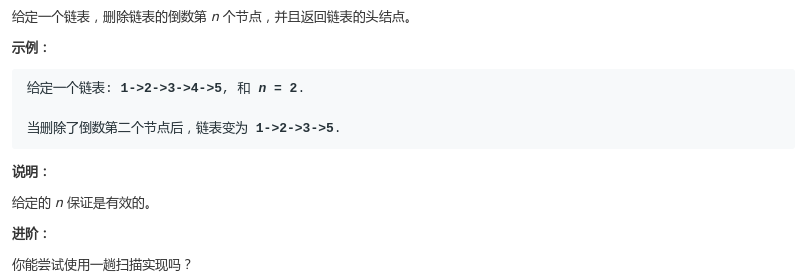 给定一个链表，删除链表的倒数第 n 个节点，并且返回链表的头结点。
示例：
给定一个链表: 1->2->3->4->5, 和 n = 2.
当删除了倒数第二个节点后，链表变为 1->2->3->5.
说明：
给定的 n 保证是有效的。
进阶：
你能尝试使用一趟扫描实现吗？